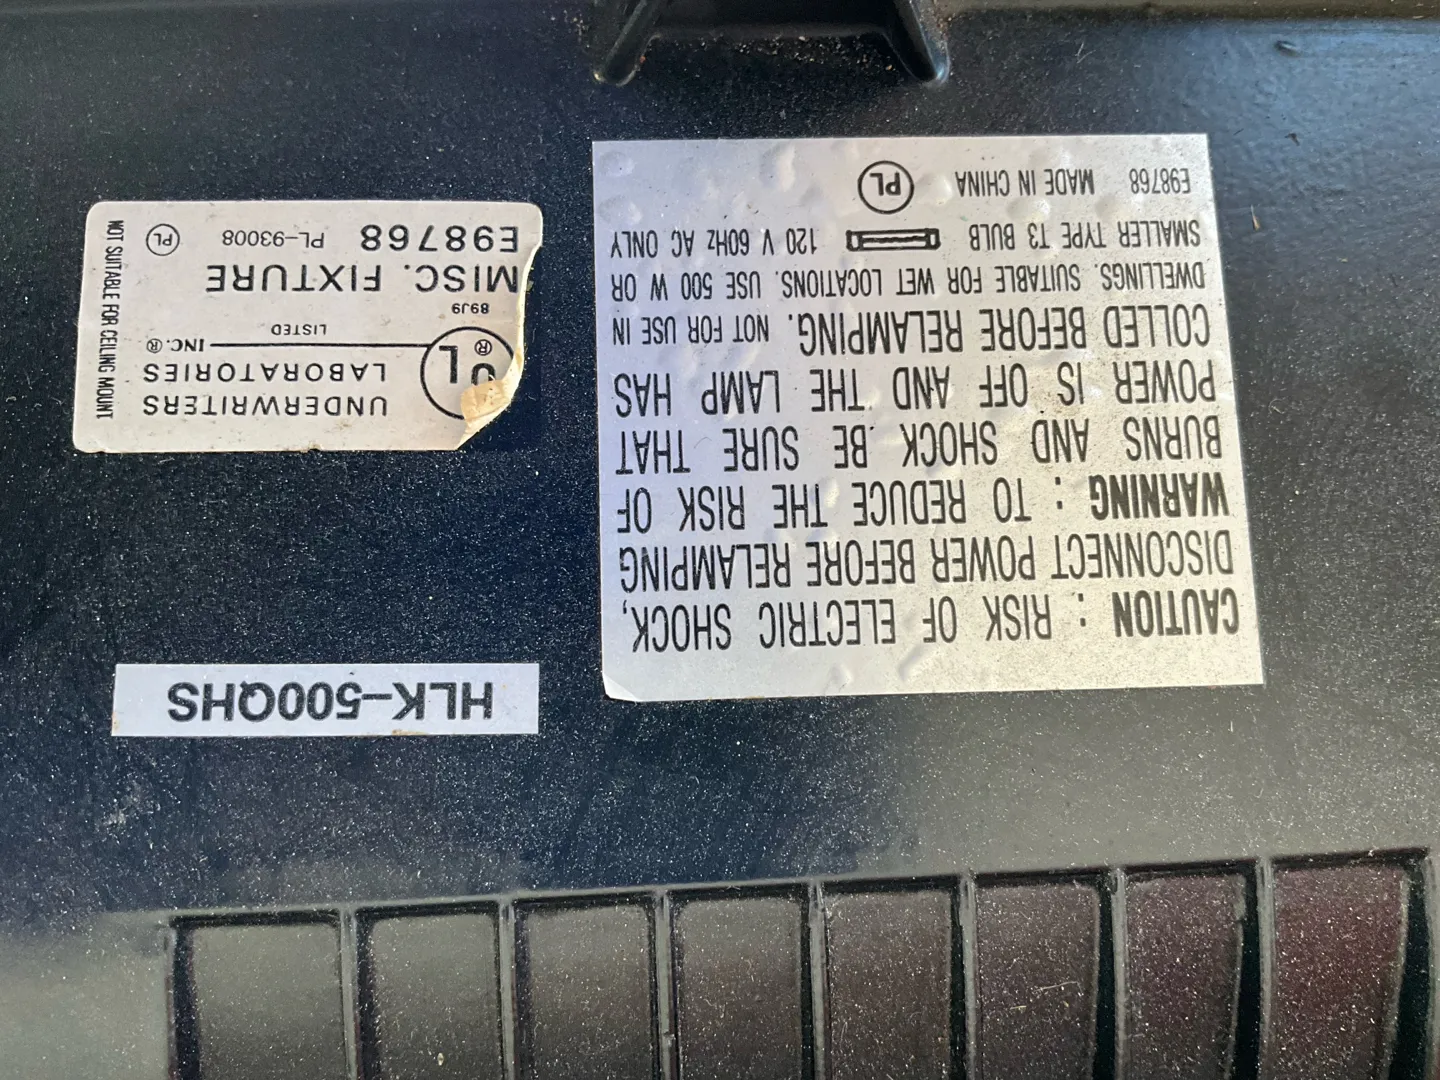 CAUTION : RISK OF ELECTRIC SHOCK,
DISCONNECT POWER BEFORE RELAMPING
WARNING : TO REDUCE THE RISK OF
BURNS AND SHOCK BE SURE THAT
POWER IS OFF AND THE LAMP HAS
COLLED BEFORE RELAMPING. NOT FOR USE IN
DWELLINGS. SUITABLE FOR WET LOCATIONS. USE 500 W OR
SMALLER TYPE T3 BULB 120 V 60Hz AC ONLY
E98768 MADE IN CHINA PL
HLK-500QHS
UL ®
UNDERWRITERS
LABORATORIES
INC.®
LISTED
89J9
MISC. FIXTURE
E98768 PL-93008 PL
NOT SUITABLE FOR CEILING MOUNT